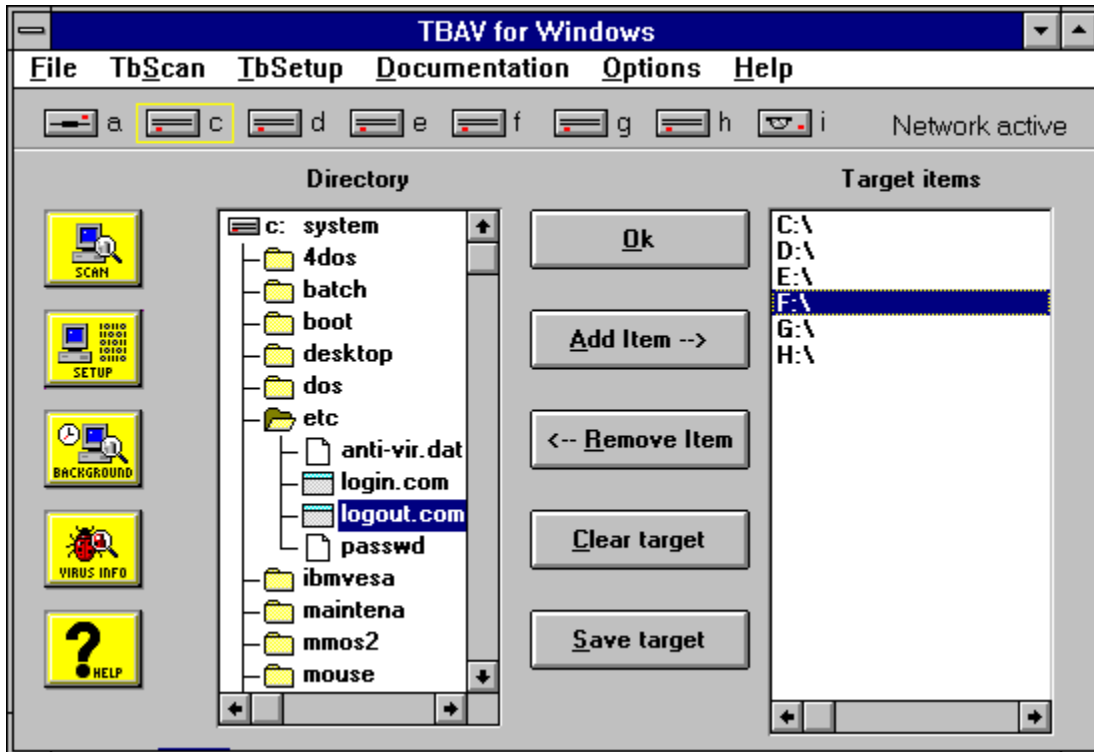 TBAV for Windows
File TbScan TbSetup Documentation Options Help
a c d e f g h i Network active
Directory
Target items
SCAN
SETUP
BACKGROUND
VIRUS INFO
HELP
c: system
4dos
batch
boot
desktop
dos
etc
anti-vir.dat
login.com
logout.com
passwd
ibmvesa
maintena
mmos2
mouse
Ok
Add Item -->
<-- Remove Item
Clear target
Save target
C:\
D:\
E:\
F:\
G:\
H:\